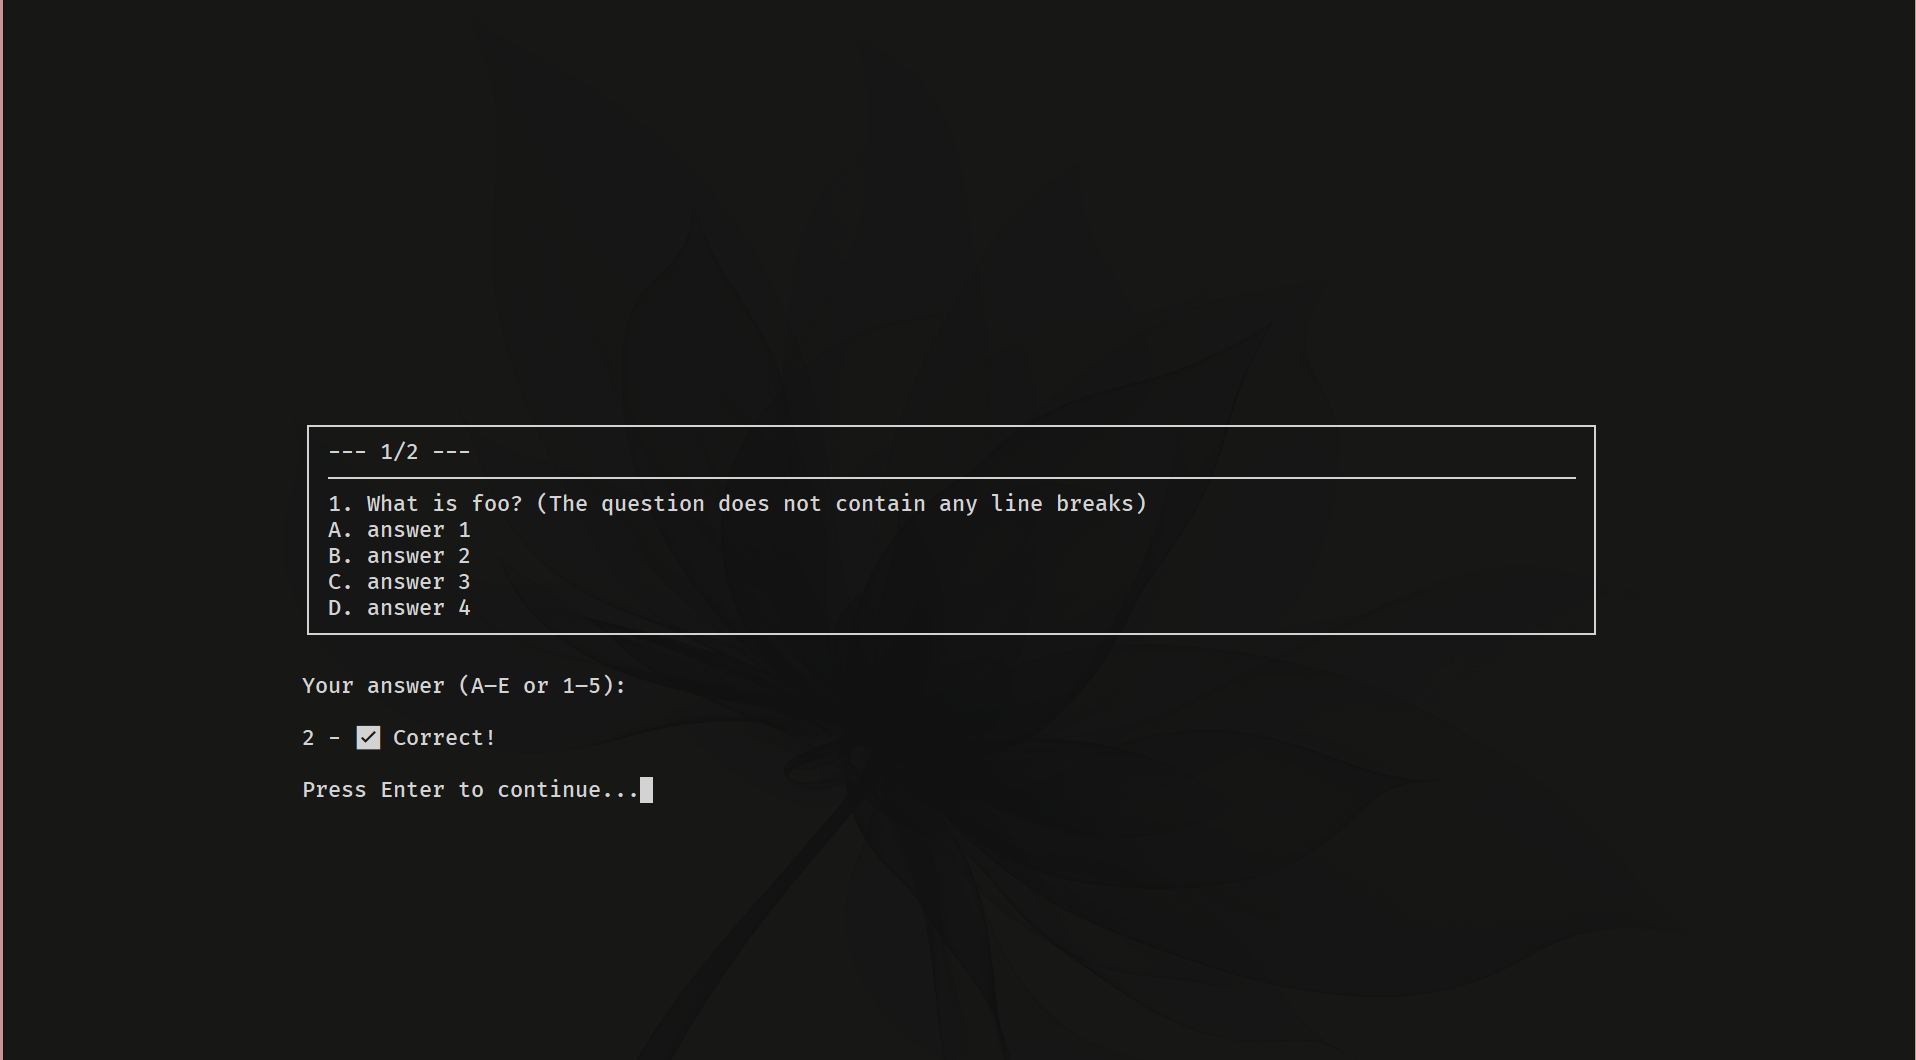 --- 1/2 ---
1. What is foo? (The question does not contain any line breaks)
A. answer 1
B. answer 2
C. answer 3
D. answer 4
Your answer (A–E or 1–5):
2 - ✓ Correct!
Press Enter to continue...